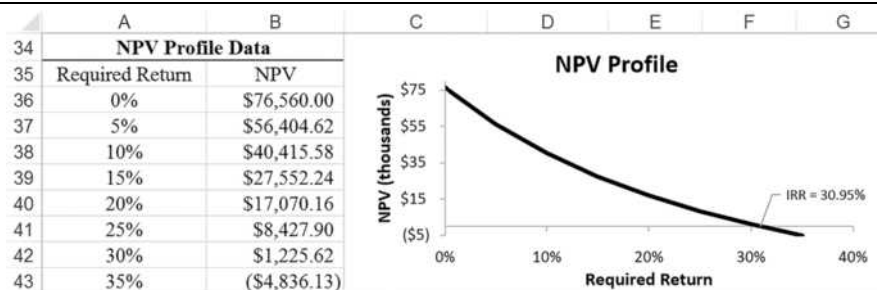 A B C D E F G
34 NPV Profile Data
35 Required Return NPV
36 0% $76,560.00
37 5% $56,404.62
38 10% $40,415.58
39 15% $27,552.24
40 20% $17,070.16
41 25% $8,427.90
42 30% $1,225.62
43 35% ($4,836.13)
NPV Profile
NPV (thousands)
$75
$55
$35
$15
($5)
IRR = 30.95%
0% 10% 20% 30% 40%
Required Return